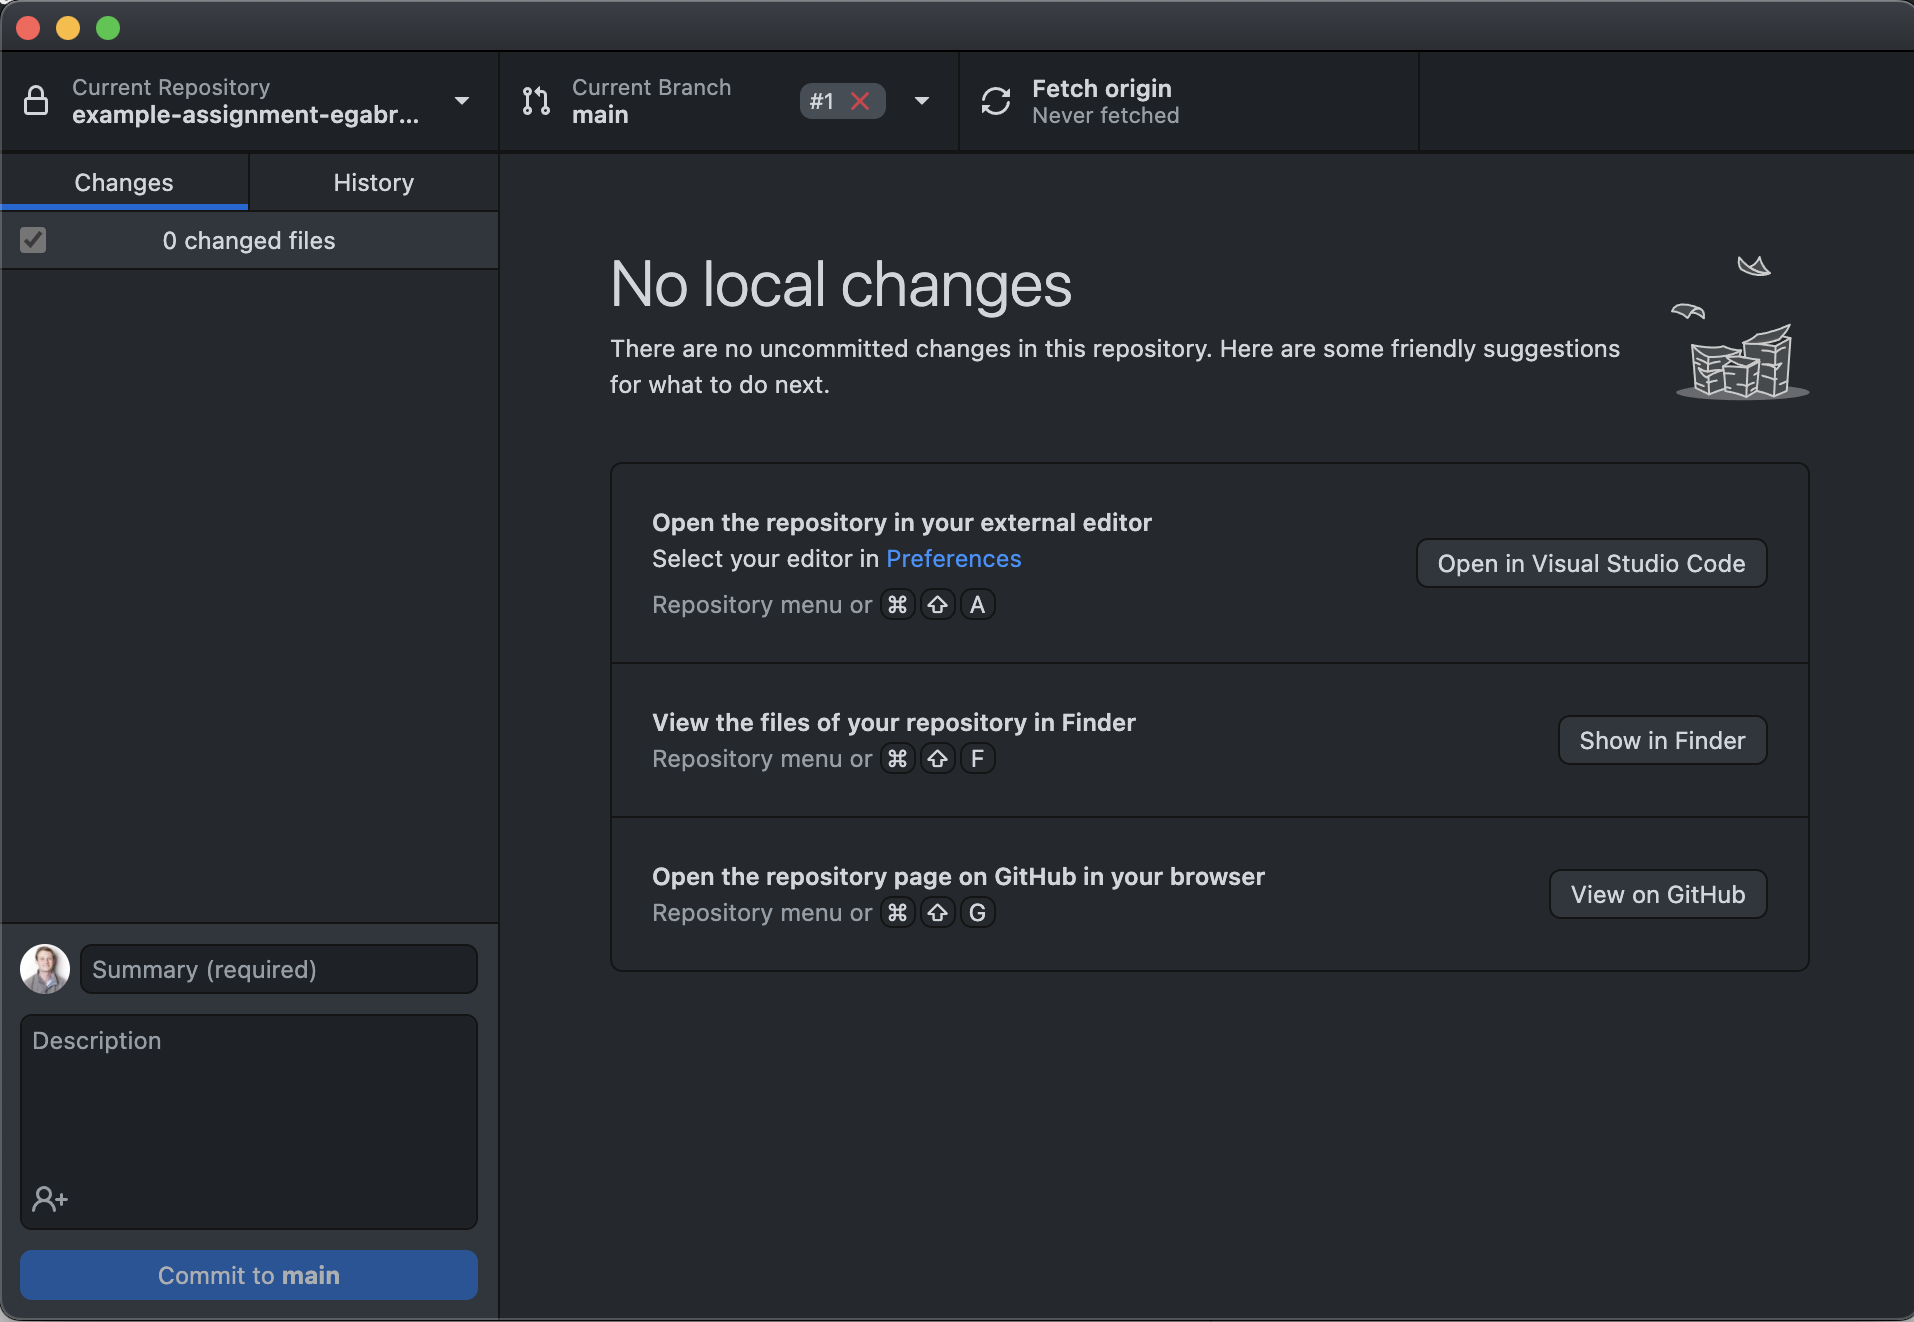 Current Repository
example-assignment-egabr...
Current Branch
main
#1
Fetch origin
Never fetched
Changes
History
0 changed files
No local changes
There are no uncommitted changes in this repository. Here are some friendly suggestions
for what to do next.
Open the repository in your external editor
Select your editor in Preferences
Repository menu or ⌘ ⇧ A
Open in Visual Studio Code
View the files of your repository in Finder
Repository menu or ⌘ ⇧ F
Show in Finder
Open the repository page on GitHub in your browser
Repository menu or ⌘ ⇧ G
View on GitHub
Summary (required)
Description
Commit to main